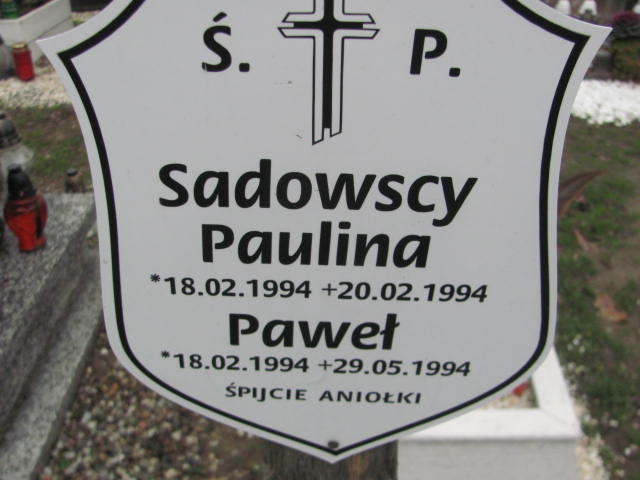 Ś. P.
Sadowscy
Paulina
*18.02.1994 +20.02.1994
Paweł
*18.02.1994 +29.05.1994
ŚPIJCIE ANIOŁKI